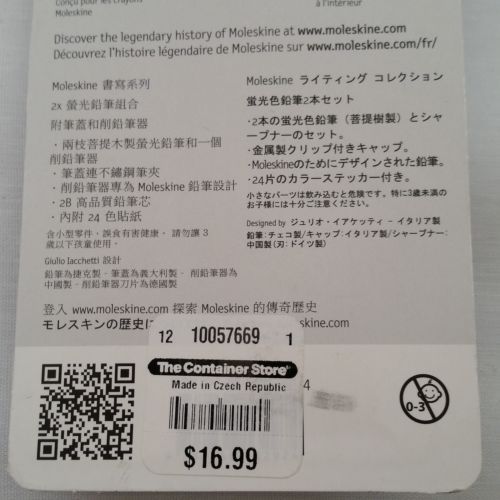 Conçu pour les crayons
Moleskine
à l'intérieur
Discover the legendary history of Moleskine at www.moleskine.com
Découvrez l'histoire légendaire de Moleskine sur www.moleskine.com/fr/
Moleskine 書寫系列
2x 螢光鉛筆組合
附筆蓋和削鉛筆器
・兩枝菩提木製螢光鉛筆和一個
削鉛筆器
・筆蓋連不鏽鋼筆夾
・削鉛筆器專為 Moleskine 鉛筆設計
・2B 高品質鉛筆芯
・內附 24 色貼紙
含小型零件，誤食有害健康。請勿讓 3
歲以下孩童使用。
Giulio Iacchetti 設計
鉛筆為捷克製－筆蓋為義大利製－ 削鉛筆器為
中國製－削鉛筆器刀片為德國製
Moleskine ライティング コレクション
蛍光色鉛筆2本セット
・2本の蛍光色鉛筆（菩提樹製）とシャ
ープナーのセット。
・金属製クリップ付きキャップ。
・Moleskineのためにデザインされた鉛筆。
・24片のカラーステッカー付き。
小さなパーツは飲み込むと危険です。特に3歳未満の
お子様には十分ご注意ください。
Designed by ジュリオ・イアケッティ – イタリア製
鉛筆：チェコ製/キャップ：イタリア製/シャープナー：
中国製（刃：ドイツ製）
登入 www.moleskine.com 探索 Moleskine 的傳奇歷史
モレスキンの歴史は
skine.com
12 10057669 1
The Container Store®
Made in Czech Republic
$16.99
4
0-3